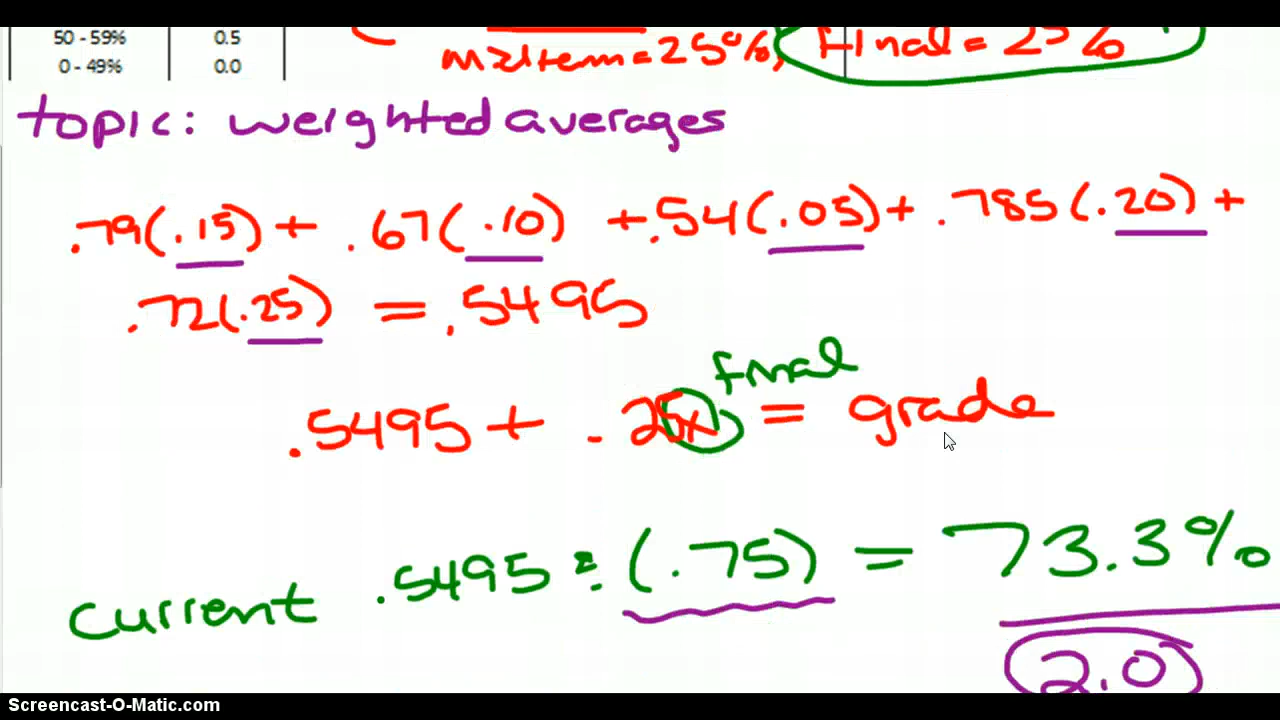 50 - 59% 0.5
0 - 49% 0.0
= 25%, final = 25%
topic: weighted averages
.79(.15) + .67(.10) + .54(.05) + .785(.20) +
.72(.25) = .5495
final
.5495 + .25x = grade
current .5495 ÷ (.75) = 73.3%
2.0
Screencast-O-Matic.com